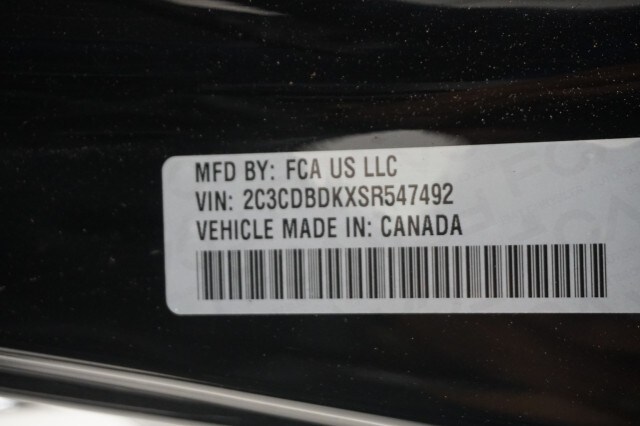 MFD BY: FCA US LLC
VIN: 2C3CDBDKXSR547492
VEHICLE MADE IN: CANADA